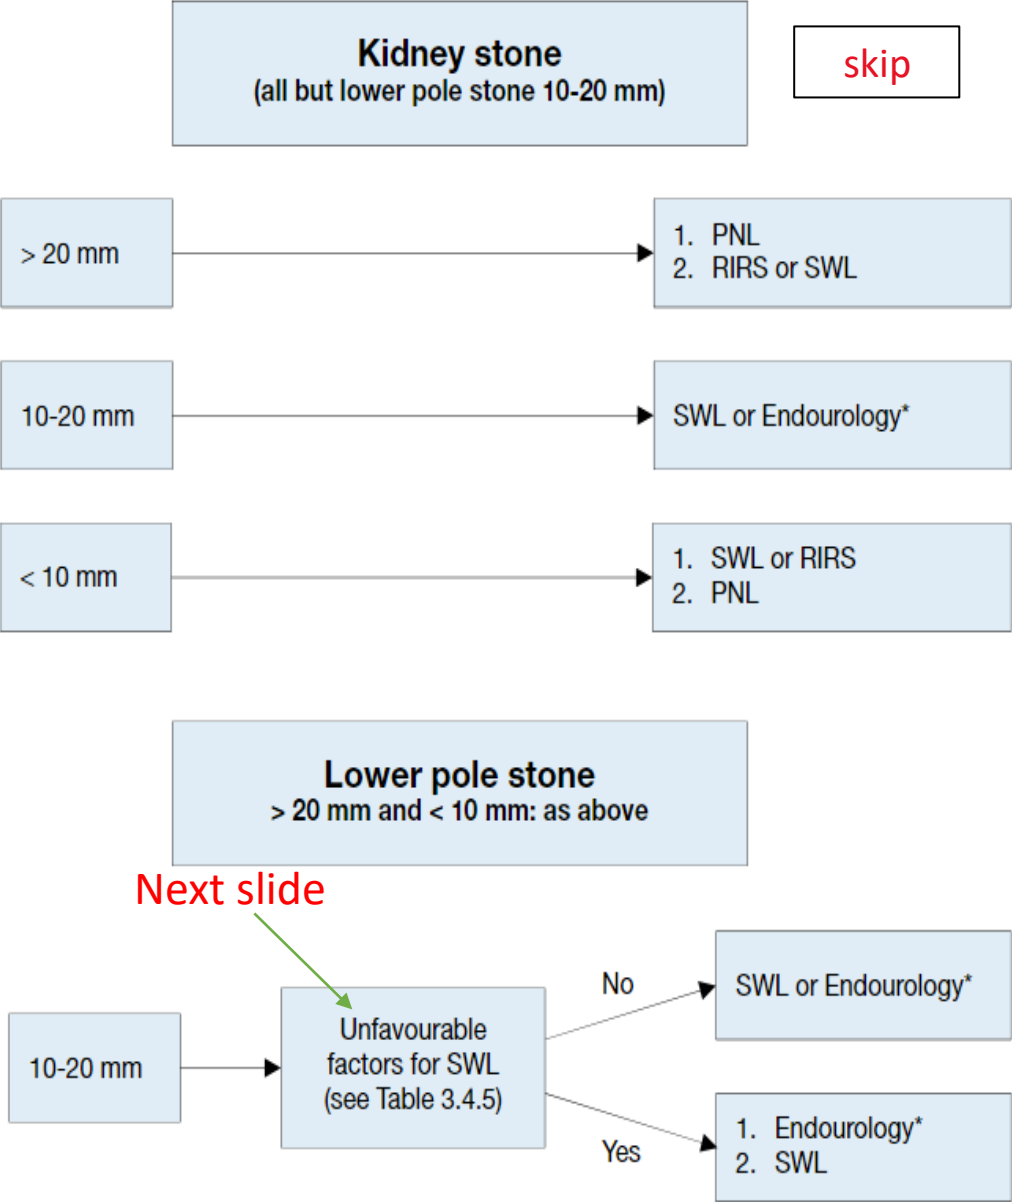 Kidney stone
(all but lower pole stone 10-20 mm)
skip
> 20 mm
1. PNL
2. RIRS or SWL
10-20 mm
SWL or Endourology*
< 10 mm
1. SWL or RIRS
2. PNL
Lower pole stone
> 20 mm and < 10 mm: as above
Next slide
10-20 mm
Unfavourable
factors for SWL
(see Table 3.4.5)
No
SWL or Endourology*
Yes
1. Endourology*
2. SWL